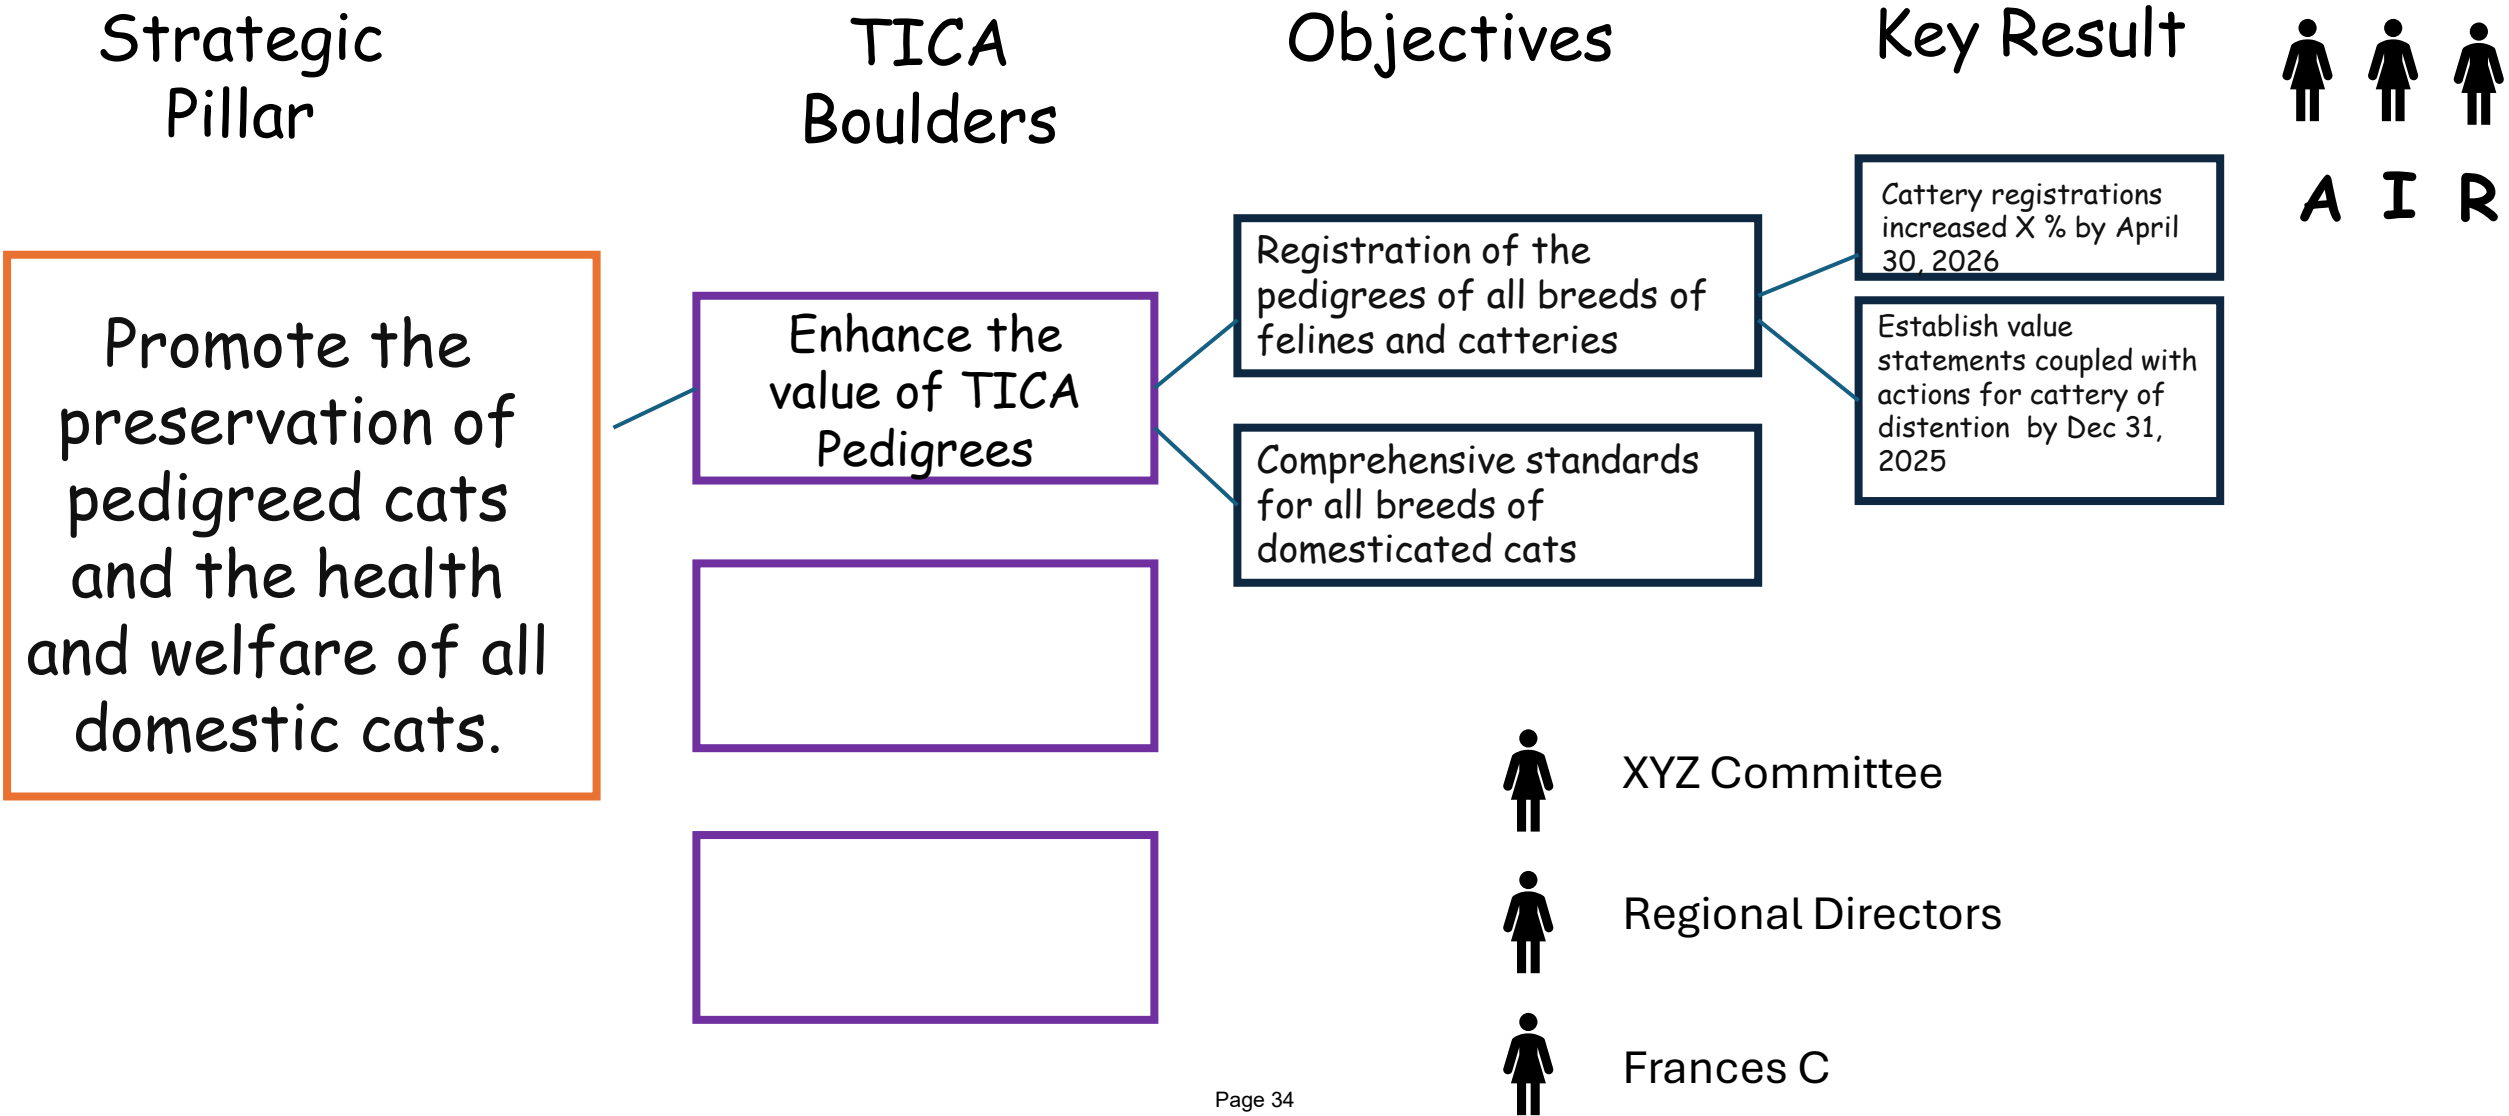 Strategic
Pillar
TICA
Boulders
Objectives
Key Result
A I R
Promote the
preservation of
pedigreed cats
and the health
and welfare of all
domestic cats.
Enhance the
value of TICA
Pedigrees
Registration of the
pedigrees of all breeds of
felines and catteries
Comprehensive standards
for all breeds of
domesticated cats
Cattery registrations
increased X % by April
30, 2026
Establish value
statements coupled with
actions for cattery of
distention by Dec 31,
2025
XYZ Committee
Regional Directors
Frances C
Page 34